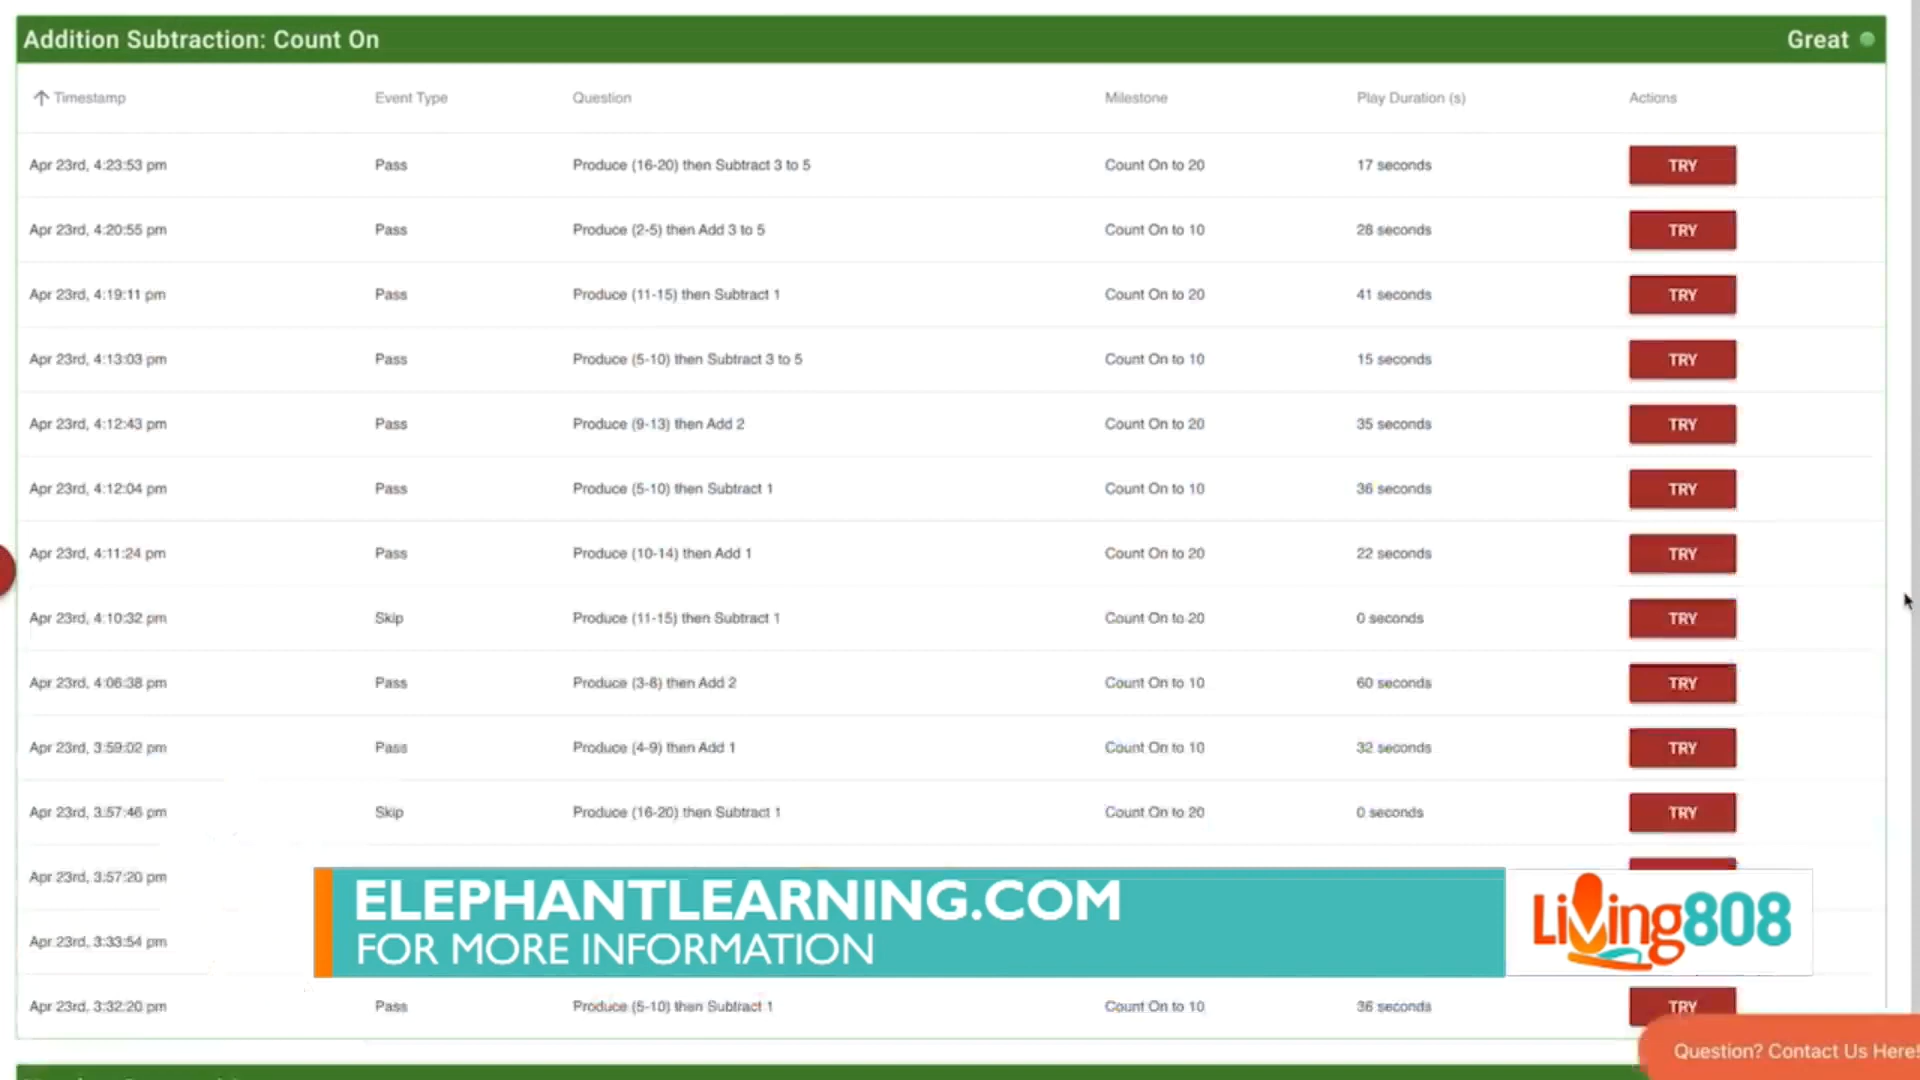 Addition Subtraction: Count On Great
Timestamp Event Type Question Milestone Play Duration (s) Actions
Apr 23rd, 4:23:53 pm Pass Produce (16-20) then Subtract 3 to 5 Count On to 20 17 seconds TRY
Apr 23rd, 4:20:55 pm Pass Produce (2-5) then Add 3 to 5 Count On to 10 28 seconds TRY
Apr 23rd, 4:19:11 pm Pass Produce (11-15) then Subtract 1 Count On to 20 41 seconds TRY
Apr 23rd, 4:13:03 pm Pass Produce (5-10) then Subtract 3 to 5 Count On to 10 15 seconds TRY
Apr 23rd, 4:12:43 pm Pass Produce (9-13) then Add 2 Count On to 20 35 seconds TRY
Apr 23rd, 4:12:04 pm Pass Produce (5-10) then Subtract 1 Count On to 10 36 seconds TRY
Apr 23rd, 4:11:24 pm Pass Produce (10-14) then Add 1 Count On to 20 22 seconds TRY
Apr 23rd, 4:10:32 pm Skip Produce (11-15) then Subtract 1 Count On to 20 0 seconds TRY
Apr 23rd, 4:06:38 pm Pass Produce (3-8) then Add 2 Count On to 10 60 seconds TRY
Apr 23rd, 3:59:02 pm Pass Produce (4-9) then Add 1 Count On to 10 32 seconds TRY
Apr 23rd, 3:57:46 pm Skip Produce (16-20) then Subtract 1 Count On to 20 0 seconds TRY
Apr 23rd, 3:57:20 pm
ELEPHANTLEARNING.COM
FOR MORE INFORMATION
Living808
Apr 23rd, 3:33:54 pm
Apr 23rd, 3:32:20 pm Pass Produce (5-10) then Subtract 1 Count On to 10 36 seconds TRY
Question? Contact Us Here!